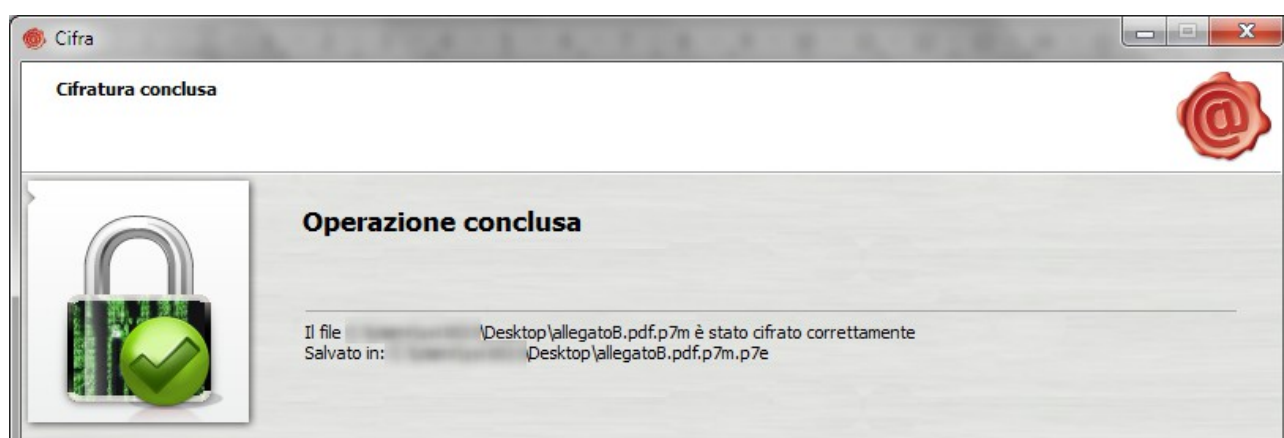 Cifra
Cifratura conclusa
Operazione conclusa
Il file \Desktop\allegatoB.pdf.p7m è stato cifrato correttamente
Salvato in: \Desktop\allegatoB.pdf.p7m.p7e